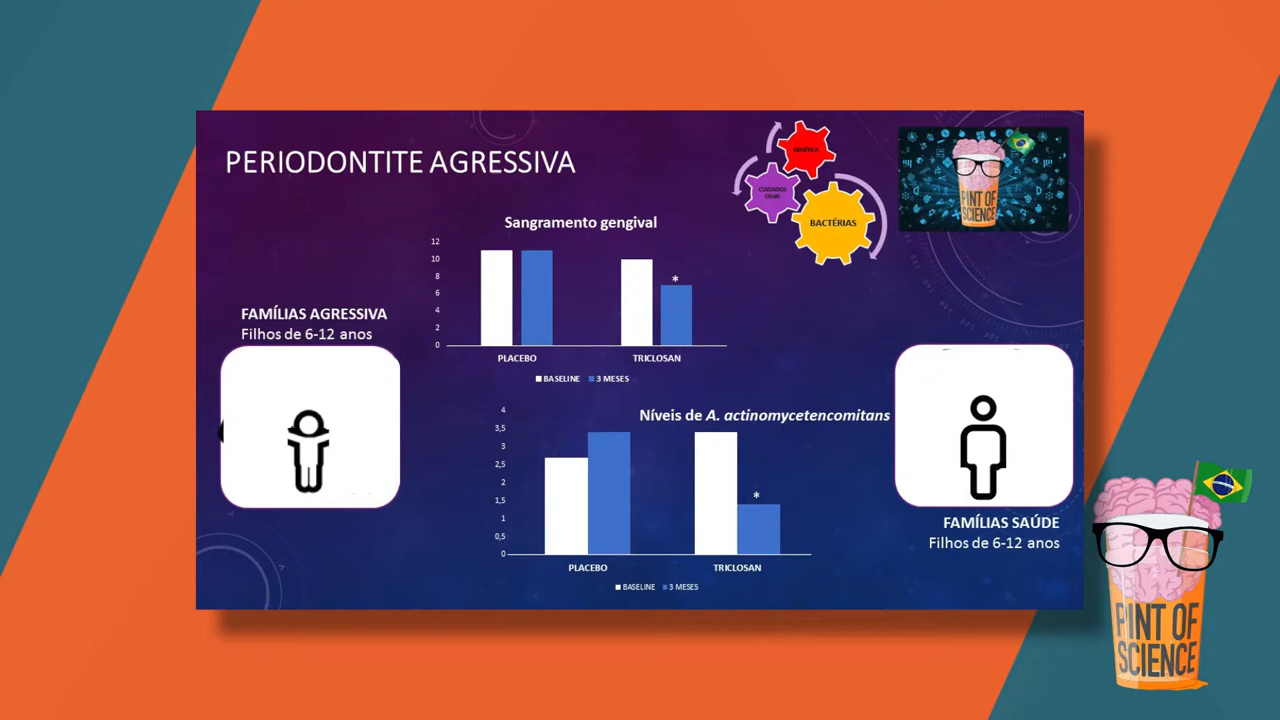 PERIODONTITE AGRESSIVA
GENÉTICA
CUIDADOS
ORAIS
BACTÉRIAS
PINT OF
SCIENCE
Sangramento gengival
12
10
8
6
4
2
0
*
PLACEBO
TRICLOSAN
BASELINE
3 MESES
FAMÍLIAS AGRESSIVA
Filhos de 6-12 anos
Níveis de A. actinomycetencomitans
4
3,5
3
2,5
2
1,5
1
0,5
0
*
PLACEBO
TRICLOSAN
BASELINE
3 MESES
FAMÍLIAS SAÚDE
Filhos de 6-12 anos
PINT OF
SCIENCE